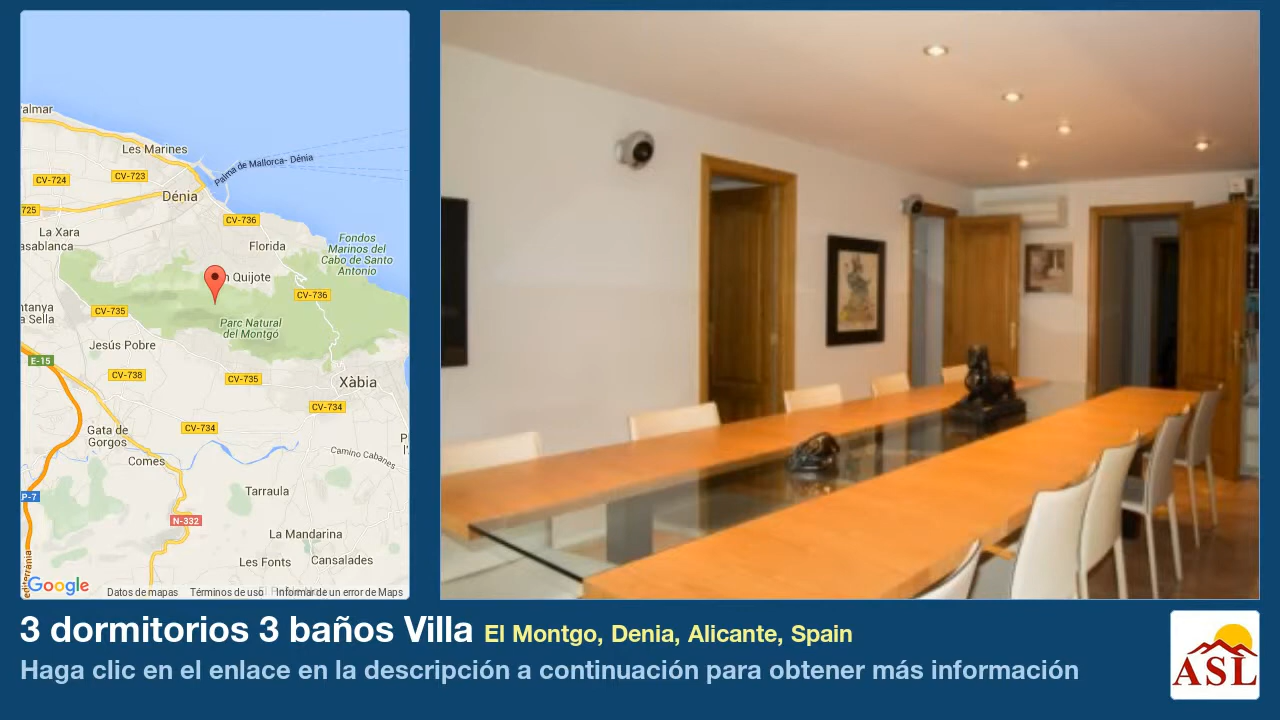 Palmar
Les Marines
Palma de Mallorca- Dénia
CV-724
CV-723
Dénia
725
CV-736
La Xara
Casablanca
Florida
Fondos
Marinos del
Cabo de Santo
Antonio
Quijote
CV-736
CV-735
Parc Natural
del Montgó
Jesús Pobre
E-15
CV-738
CV-735
Xàbia
CV-734
CV-734
Gata de
Gorgos
Comes
Camino Cabanes
Tarraula
P-7
N-332
La Mandarina
Les Fonts
Cansalades
Google
Datos de mapas
Términos de uso
Informar de un error de Maps
3 dormitorios 3 baños Villa El Montgo, Denia, Alicante, Spain
Haga clic en el enlace en la descripción a continuación para obtener más información
ASL